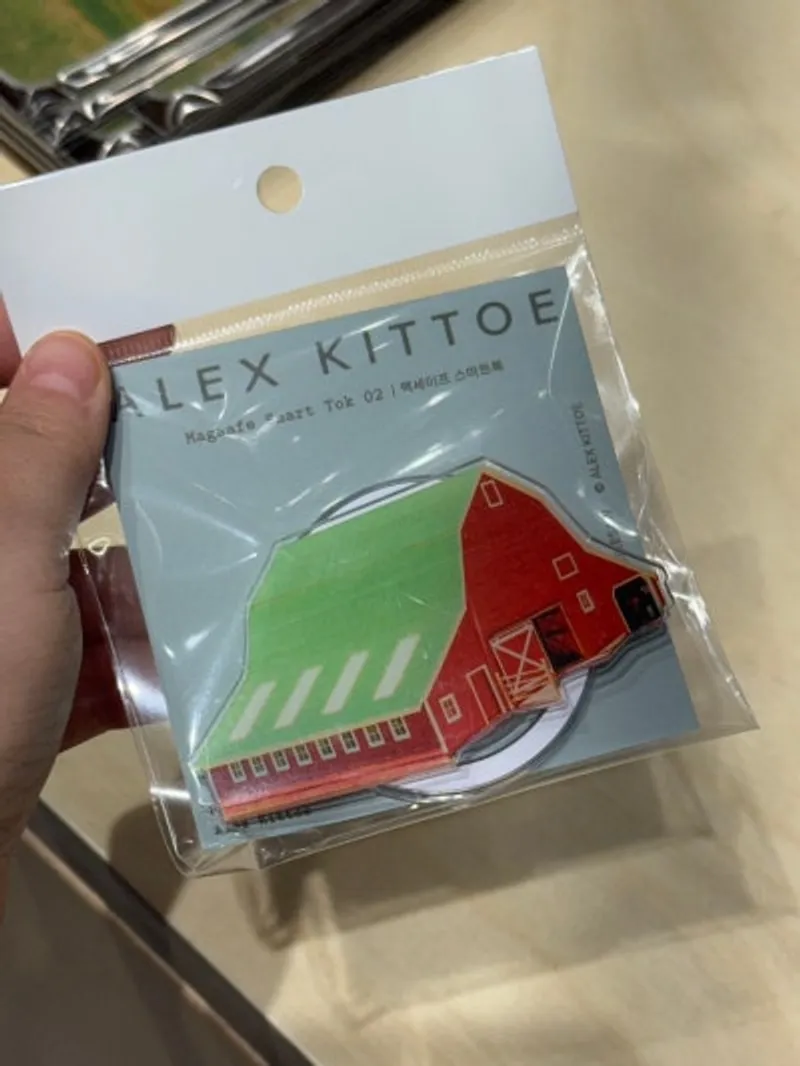 ALEX KITTOE
Magsafe Smart Tok 02 | 맥세이프 스마트톡
© ALEX KITTOE